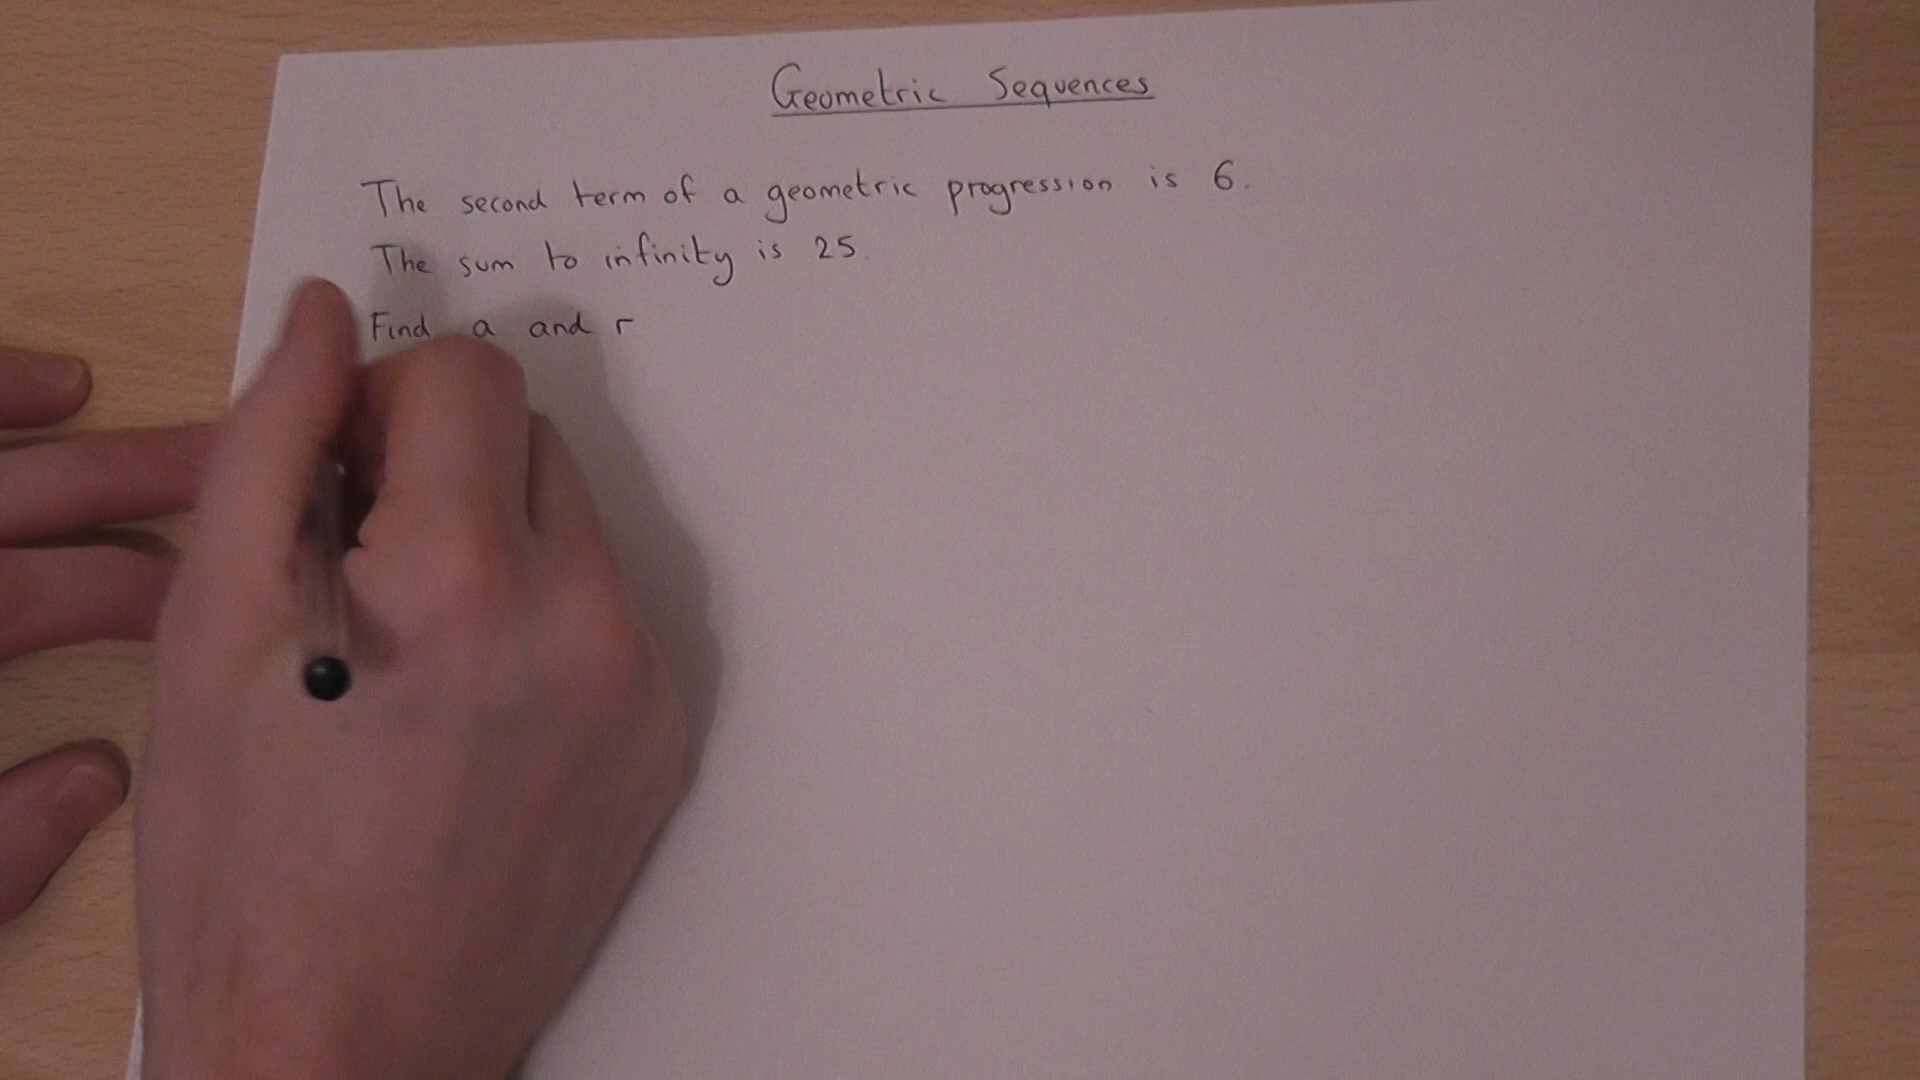 Geometric Sequences
The second term of a geometric progression is 6.
The sum to infinity is 25.
Find a and r